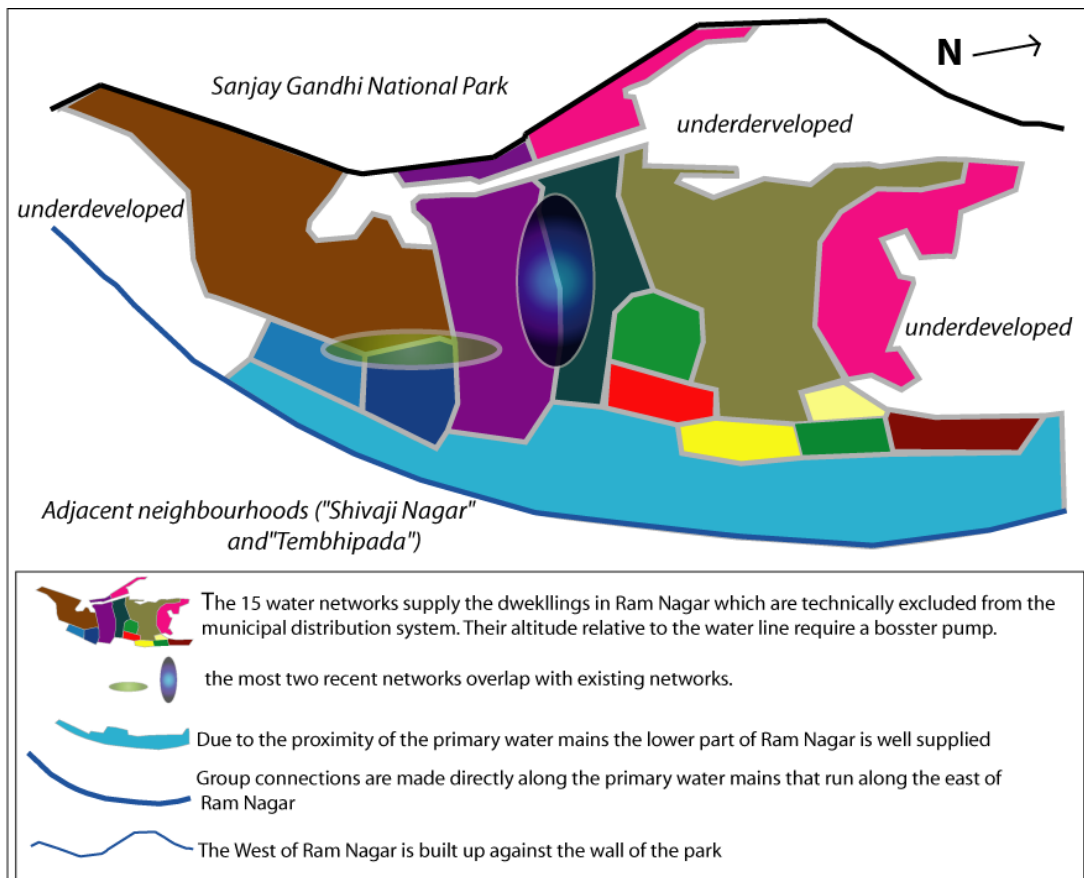 N
Sanjay Gandhi National Park
underderveloped
underdeveloped
underdeveloped
Adjacent neighbourhoods ("Shivaji Nagar"
and"Tembhipada")
The 15 water networks supply the dwekllings in Ram Nagar which are technically excluded from the
municipal distribution system. Their altitude relative to the water line require a bosster pump.
the most two recent networks overlap with existing networks.
Due to the proximity of the primary water mains the lower part of Ram Nagar is well supplied
Group connections are made directly along the primary water mains that run along the east of
Ram Nagar
The West of Ram Nagar is built up against the wall of the park